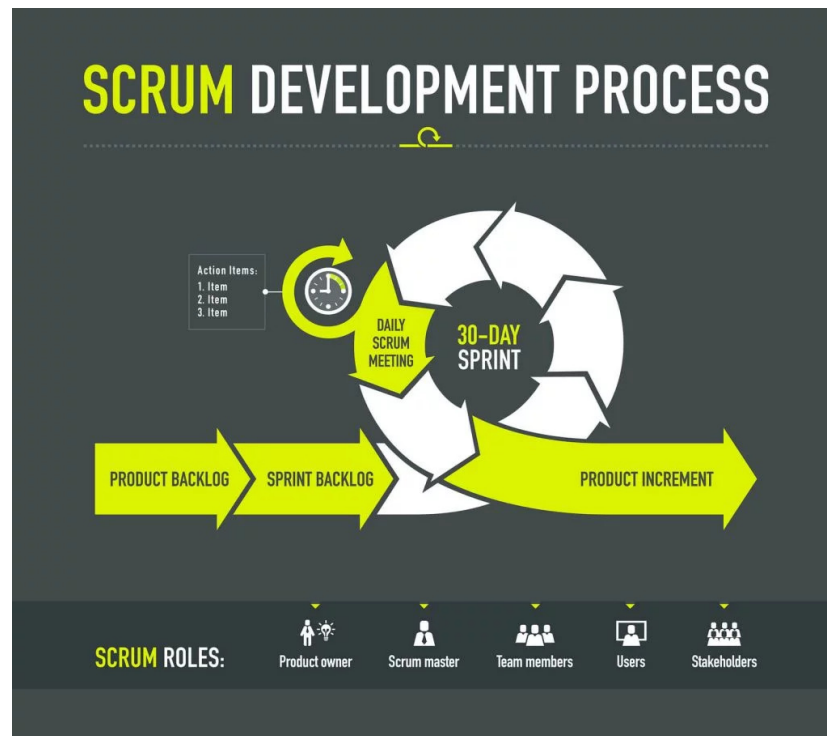 SCRUM DEVELOPMENT PROCESS
Action Items:
1. Item
2. Item
3. Item
DAILY
SCRUM
MEETING
30-DAY
SPRINT
PRODUCT BACKLOG
SPRINT BACKLOG
PRODUCT INCREMENT
SCRUM ROLES:
Product owner
Scrum master
Team members
Users
Stakeholders